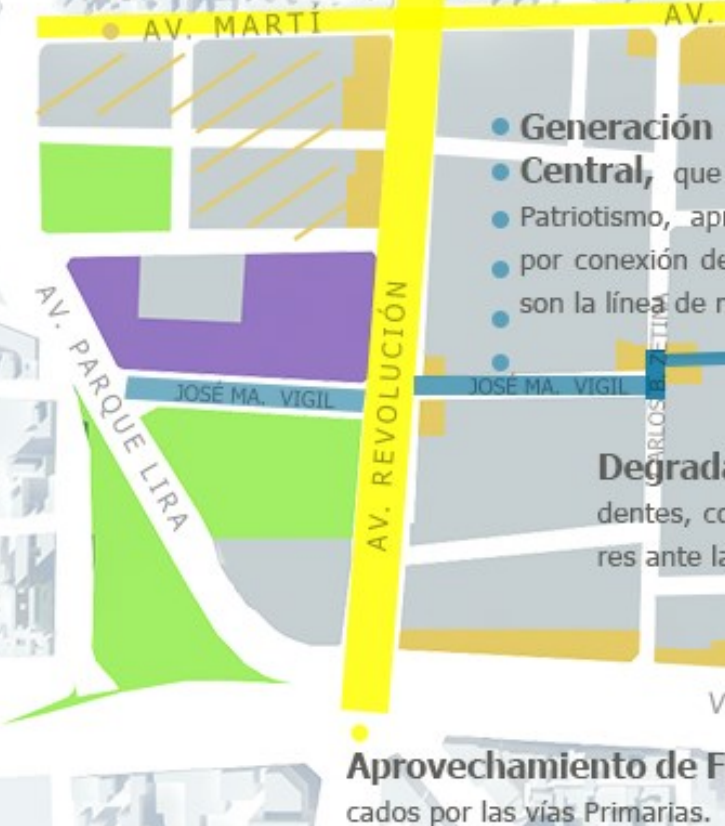 AV. MARTÍ
AV.
Generación
Central, que
Patriotismo, apr
por conexión de
son la línea de m
AV. PARQUE LIRA
AV. REVOLUCIÓN
JOSÉ MA. VIGIL
JOSÉ MA. VIGIL
CARLOS B. ZETINA
Degrada
dentes, co
res ante la
V
Aprovechamiento de F
cados por las vías Primarias.